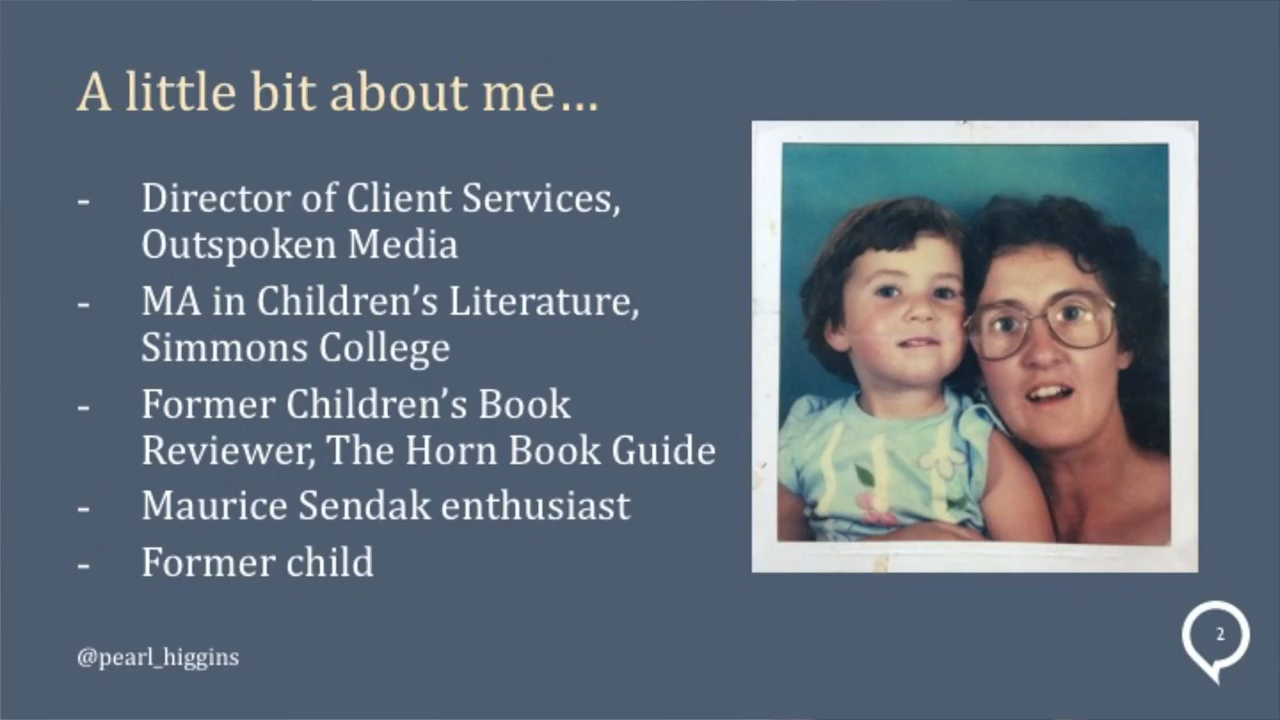 A little bit about me…
- Director of Client Services,
Outspoken Media
- MA in Children’s Literature,
Simmons College
- Former Children’s Book
Reviewer, The Horn Book Guide
- Maurice Sendak enthusiast
- Former child
@pearl_higgins
2